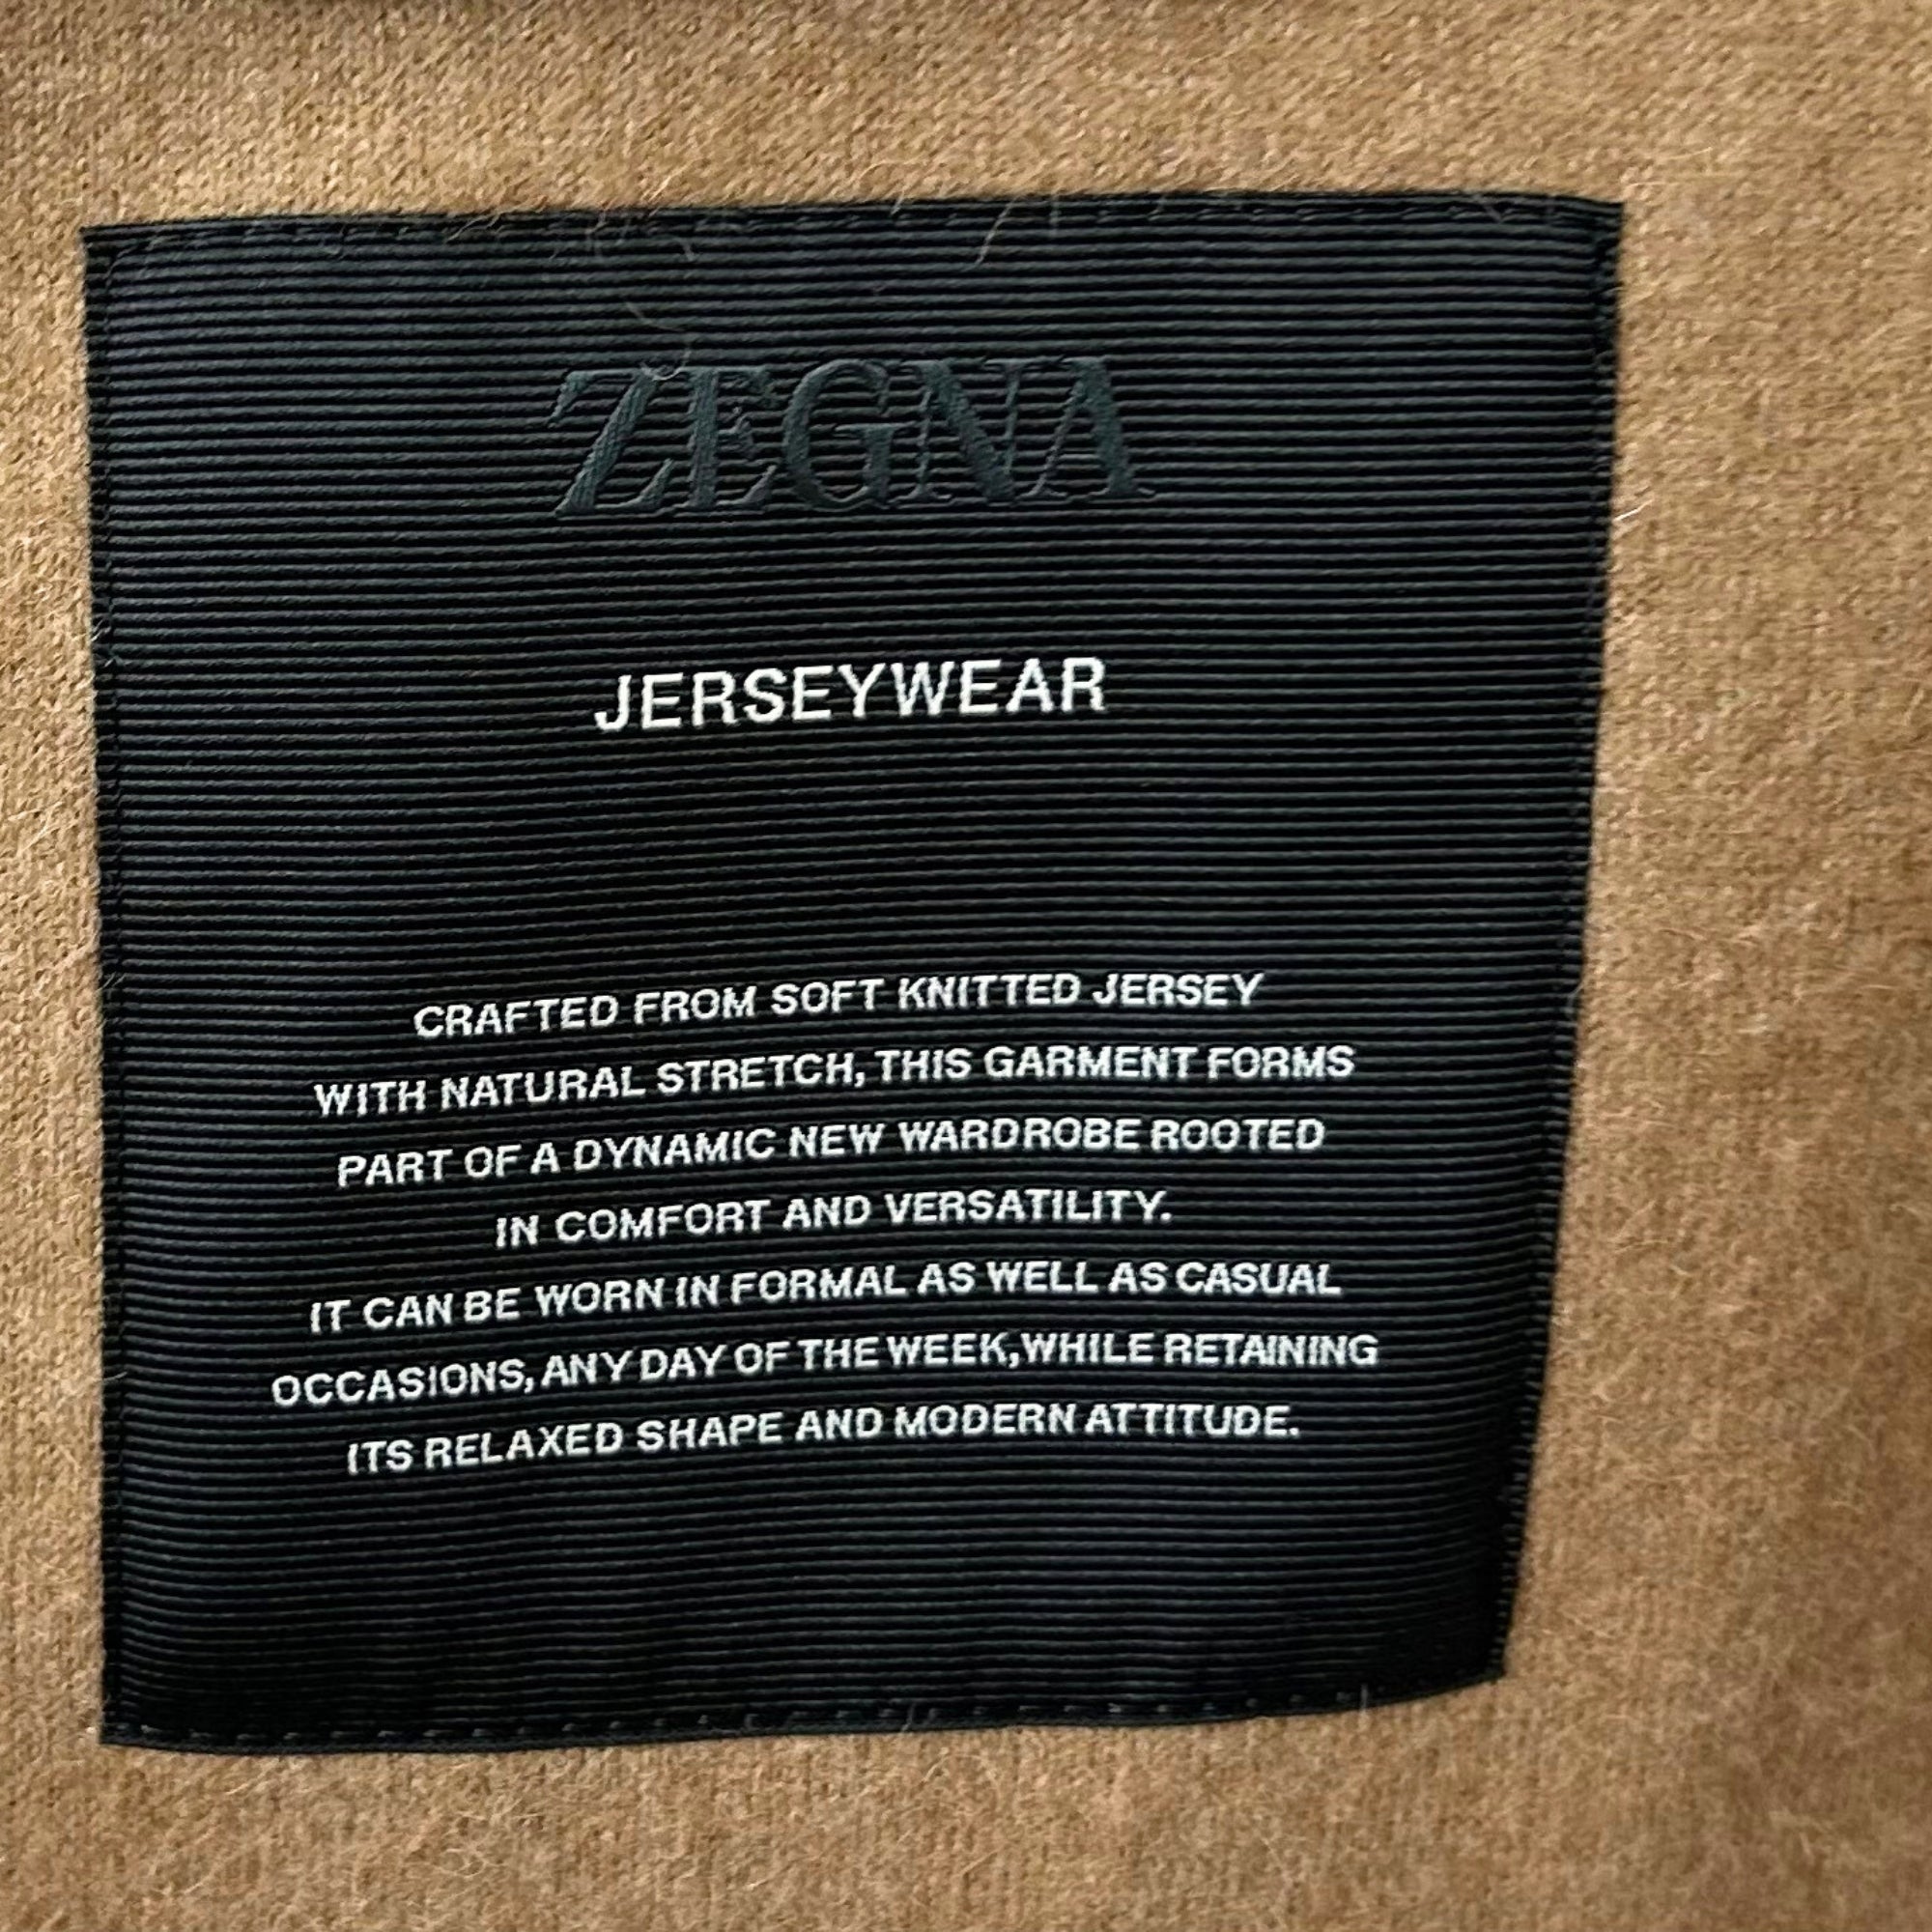 ZEGNA
JERSEYWEAR
CRAFTED FROM SOFT KNITTED JERSEY
WITH NATURAL STRETCH, THIS GARMENT FORMS
PART OF A DYNAMIC NEW WARDROBE ROOTED
IN COMFORT AND VERSATILITY.
IT CAN BE WORN IN FORMAL AS WELL AS CASUAL
OCCASIONS, ANY DAY OF THE WEEK,WHILE RETAINING
ITS RELAXED SHAPE AND MODERN ATTITUDE.